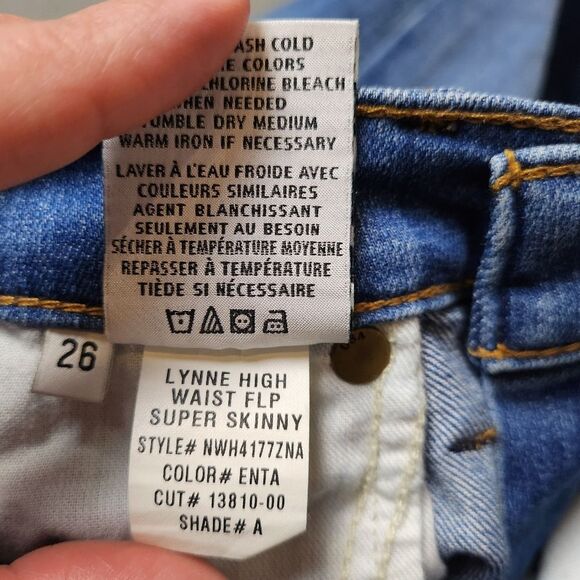 ASH COLD
COLORS
CHLORINE BLEACH
WHEN NEEDED
TUMBLE DRY MEDIUM
WARM IRON IF NECESSARY
LAVER À L'EAU FROIDE AVEC
COULEURS SIMILAIRES
AGENT BLANCHISSANT
SEULEMENT AU BESOIN
SÉCHER À TEMPÉRATURE MOYENNE
REPASSER À TEMPÉRATURE
TIÈDE SI NÉCESSAIRE
26
LYNNE HIGH
WAIST FLP
SUPER SKINNY
STYLE# NWH4177ZNA
COLOR# ENTA
CUT# 13810-00
SHADE# A